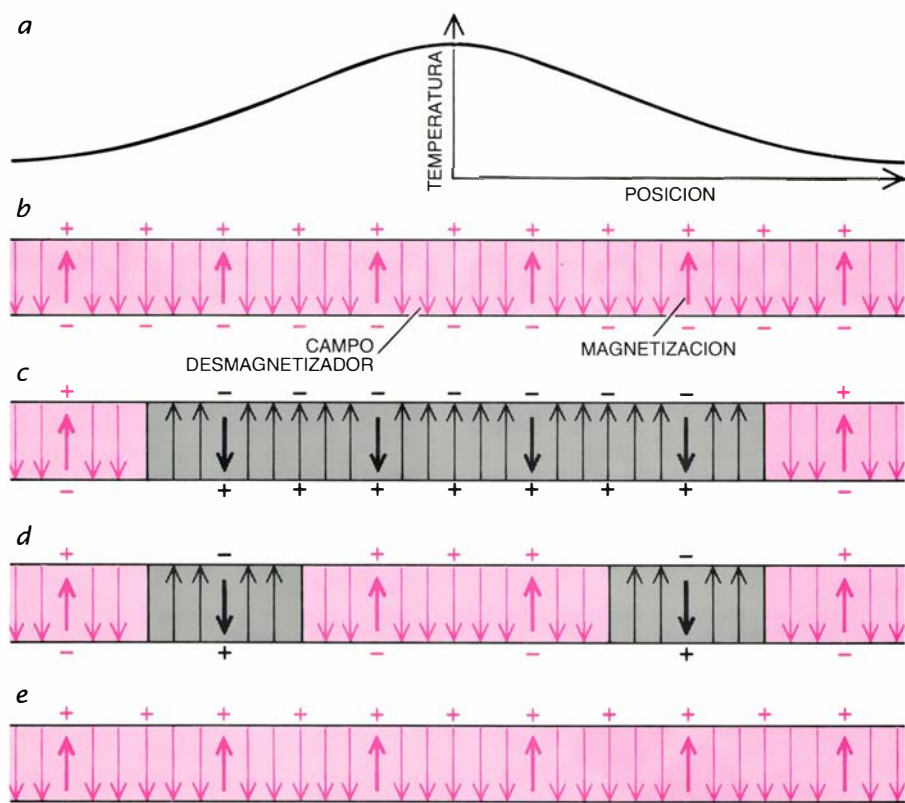 a
TEMPERATURA
POSICION
b
+ + + + + + + + + + +
− − − − − − − − − − −
CAMPO
DESMAGNETIZADOR
MAGNETIZACION
c
+ − − − − − − − +
− + + + + + + + −
d
+ − + + + − +
− + − − − + −
e
+ + + + + + + + + + +